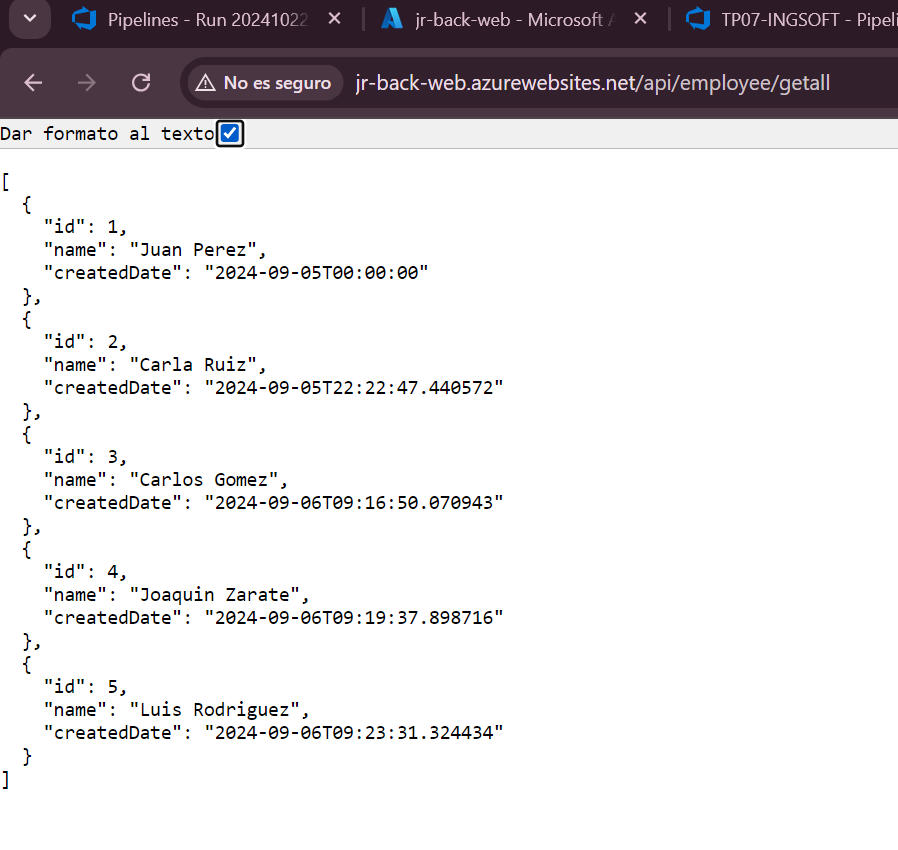 Pipelines - Run 20241022
jr-back-web - Microsoft A
TP07-INGSOFT - Pipeli
No es seguro
jr-back-web.azurewebsites.net/api/employee/getall
Dar formato al texto
[
  {
    "id": 1,
    "name": "Juan Perez",
    "createdDate": "2024-09-05T00:00:00"
  },
  {
    "id": 2,
    "name": "Carla Ruiz",
    "createdDate": "2024-09-05T22:22:47.440572"
  },
  {
    "id": 3,
    "name": "Carlos Gomez",
    "createdDate": "2024-09-06T09:16:50.070943"
  },
  {
    "id": 4,
    "name": "Joaquin Zarate",
    "createdDate": "2024-09-06T09:19:37.898716"
  },
  {
    "id": 5,
    "name": "Luis Rodriguez",
    "createdDate": "2024-09-06T09:23:31.324434"
  }
]